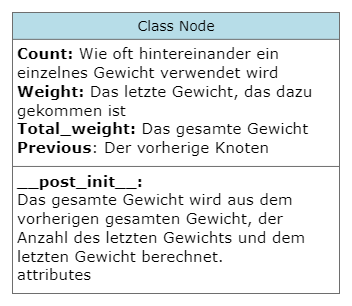 Class Node
Count: Wie oft hintereinander ein
einzelnes Gewicht verwendet wird
Weight: Das letzte Gewicht, das dazu
gekommen ist
Total_weight: Das gesamte Gewicht
Previous: Der vorherige Knoten
__post_init__:
Das gesamte Gewicht wird aus dem
vorherigen gesamten Gewicht, der
Anzahl des letzten Gewichts und dem
letzten Gewicht berechnet.
attributes